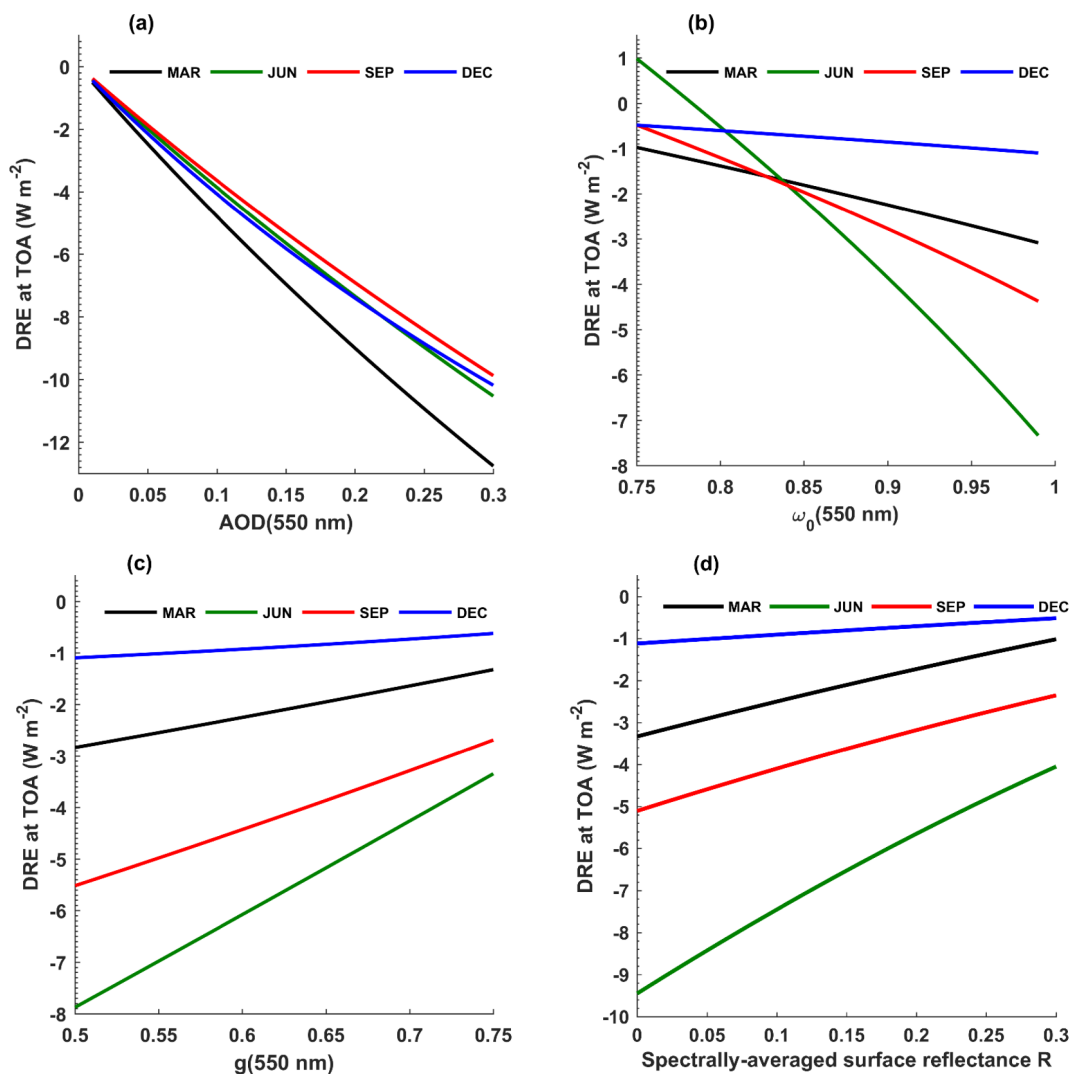 (a)
MAR JUN SEP DEC
DRE at TOA (W m-2)
0
-2
-4
-6
-8
-10
-12
0 0.05 0.1 0.15 0.2 0.25 0.3
AOD(550 nm)
(b)
MAR JUN SEP DEC
DRE at TOA (W m-2)
1
0
-1
-2
-3
-4
-5
-6
-7
-8
0.75 0.8 0.85 0.9 0.95 1
ω0(550 nm)
(c)
MAR JUN SEP DEC
DRE at TOA (W m-2)
0
-1
-2
-3
-4
-5
-6
-7
-8
0.5 0.55 0.6 0.65 0.7 0.75
g(550 nm)
(d)
MAR JUN SEP DEC
DRE at TOA (W m-2)
0
-1
-2
-3
-4
-5
-6
-7
-8
-9
-10
0 0.05 0.1 0.15 0.2 0.25 0.3
Spectrally-averaged surface reflectance R